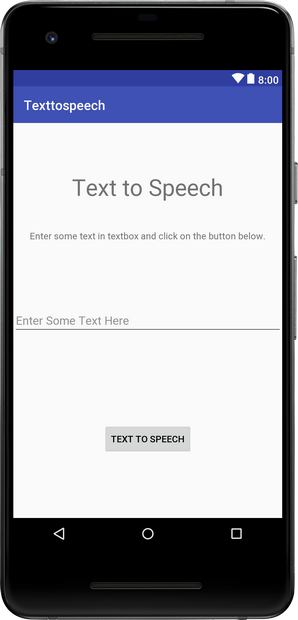 8:00
Texttospeech
Text to Speech
Enter some text in textbox and click on the button below.
Enter Some Text Here
TEXT TO SPEECH